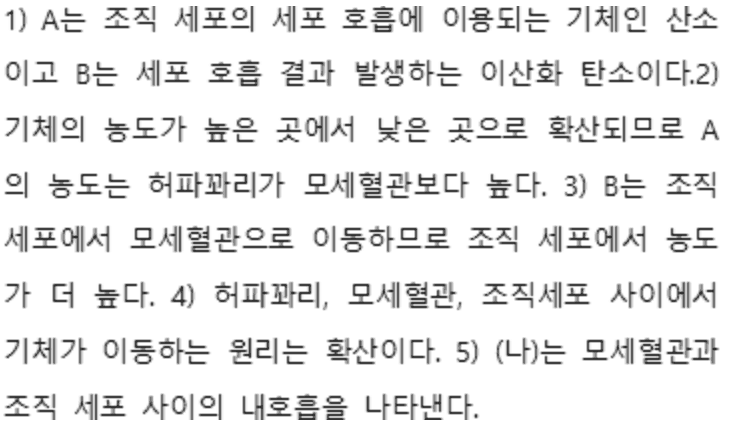 1) A는 조직 세포의 세포 호흡에 이용되는 기체인 산소
이고 B는 세포 호흡 결과 발생하는 이산화 탄소이다.2)
기체의 농도가 높은 곳에서 낮은 곳으로 확산되므로 A
의 농도는 허파꽈리가 모세혈관보다 높다. 3) B는 조직
세포에서 모세혈관으로 이동하므로 조직 세포에서 농도
가 더 높다. 4) 허파꽈리, 모세혈관, 조직세포 사이에서
기체가 이동하는 원리는 확산이다. 5) (나)는 모세혈관과
조직 세포 사이의 내호흡을 나타낸다.